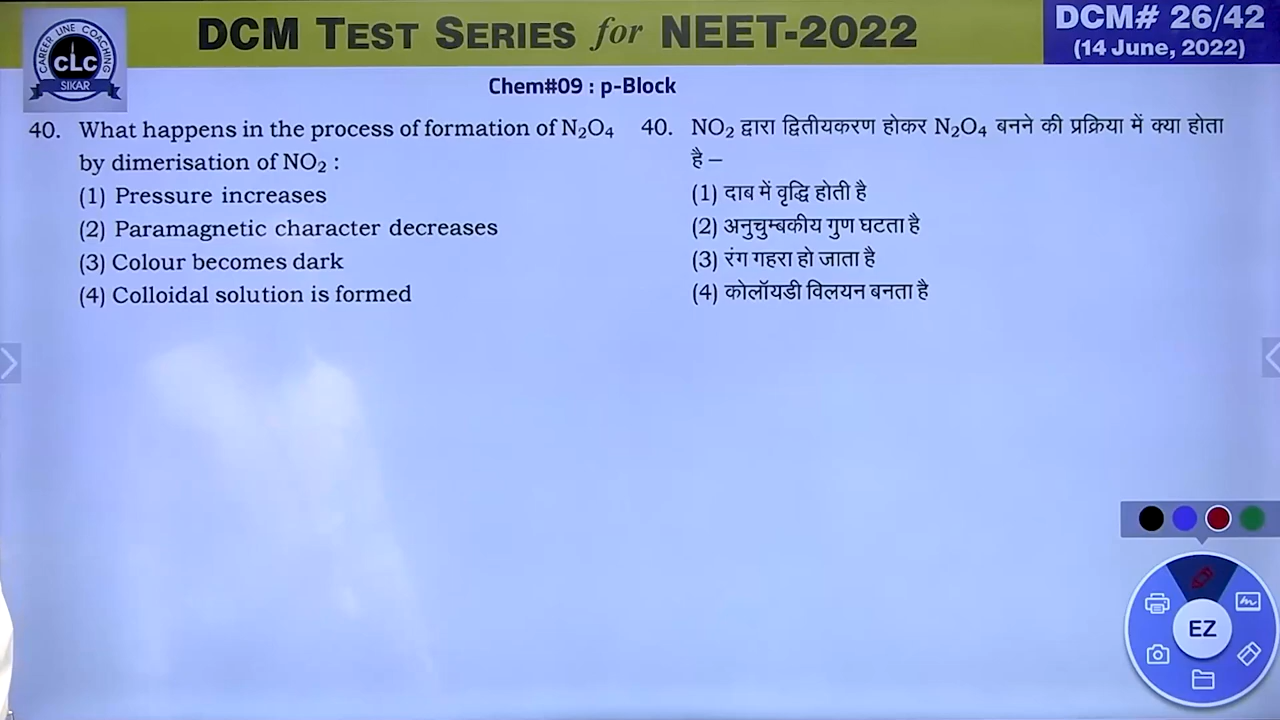 DCM TEST SERIES for NEET-2022
DCM# 26/42
(14 June, 2022)
CAREER LINE COACHING
CLC
SIKAR
Chem#09 : p-Block
40. What happens in the process of formation of N₂O₄
by dimerisation of NO₂ :
(1) Pressure increases
(2) Paramagnetic character decreases
(3) Colour becomes dark
(4) Colloidal solution is formed
40. NO₂ द्वारा द्वितीयकरण होकर N₂O₄ बनने की प्रक्रिया में क्या होता
है –
(1) दाब में वृद्धि होती है
(2) अनुचुम्बकीय गुण घटता है
(3) रंग गहरा हो जाता है
(4) कोलॉयडी विलयन बनता है
EZ